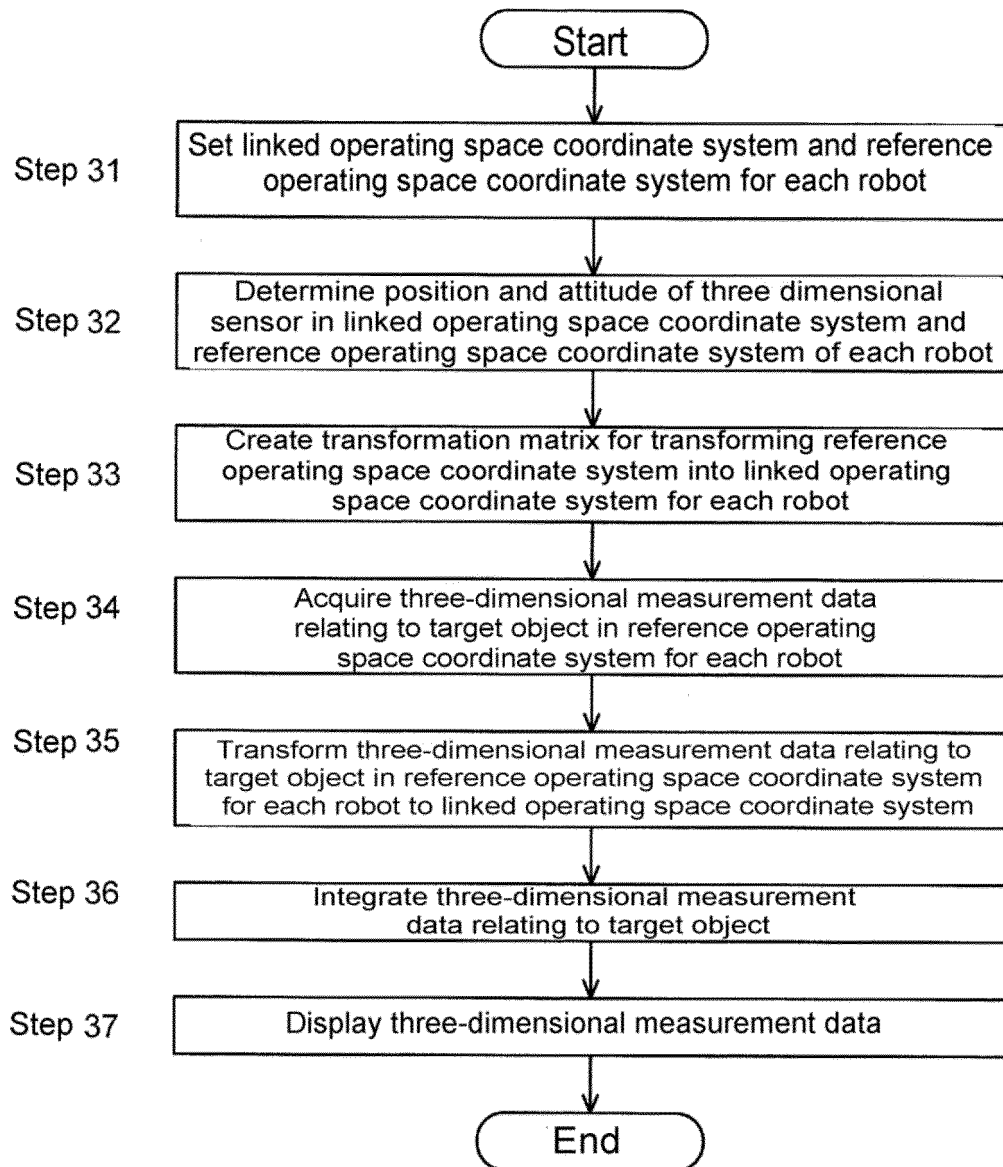 Start
Step 31
Set linked operating space coordinate system and reference
operating space coordinate system for each robot
Step 32
Determine position and attitude of three dimensional
sensor in linked operating space coordinate system and
reference operating space coordinate system of each robot
Step 33
Create transformation matrix for transforming reference
operating space coordinate system into linked operating
space coordinate system for each robot
Step 34
Acquire three-dimensional measurement data
relating to target object in reference operating
space coordinate system for each robot
Step 35
Transform three-dimensional measurement data relating to
target object in reference operating space coordinate system
for each robot to linked operating space coordinate system
Step 36
Integrate three-dimensional measurement
data relating to target object
Step 37
Display three-dimensional measurement data
End